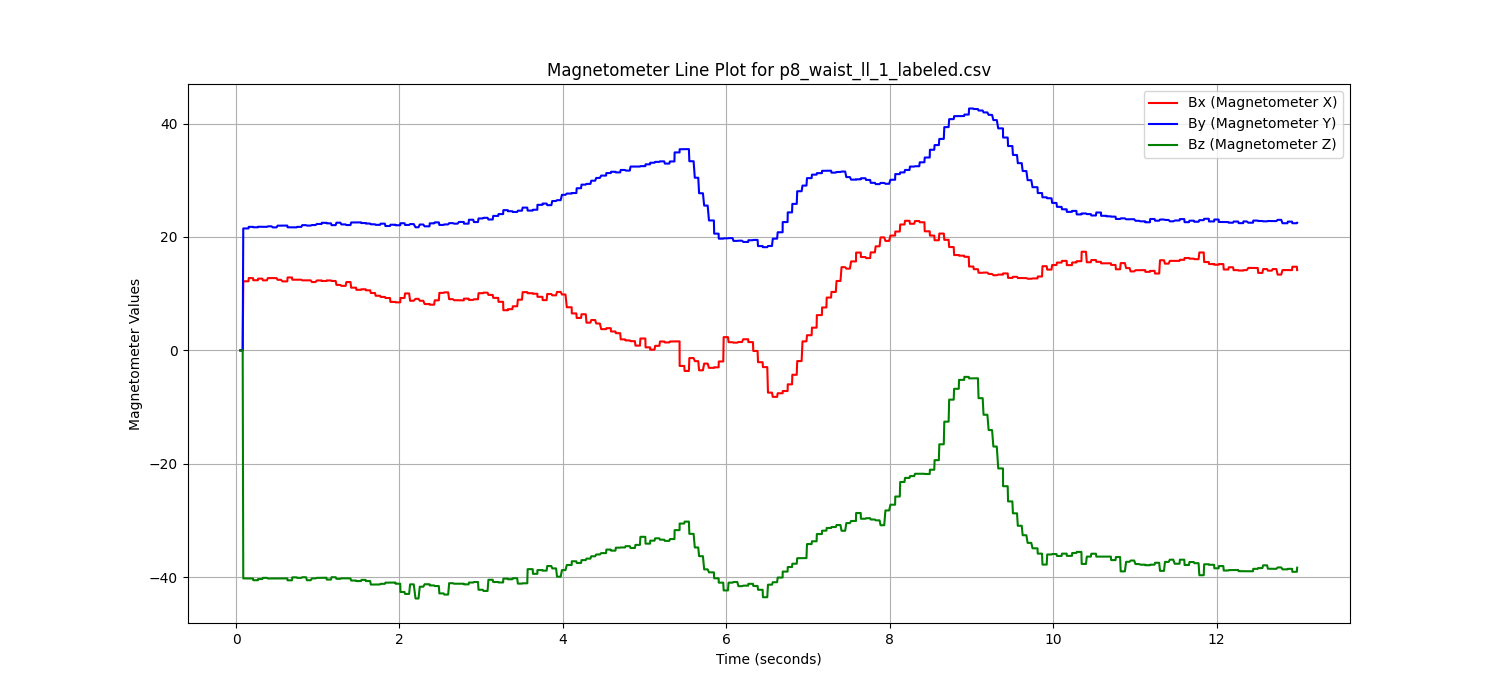 Magnetometer Line Plot for p8_waist_ll_1_labeled.csv
Bx (Magnetometer X)
By (Magnetometer Y)
Bz (Magnetometer Z)
Magnetometer Values
40
20
0
−20
−40
0 2 4 6 8 10 12
Time (seconds)